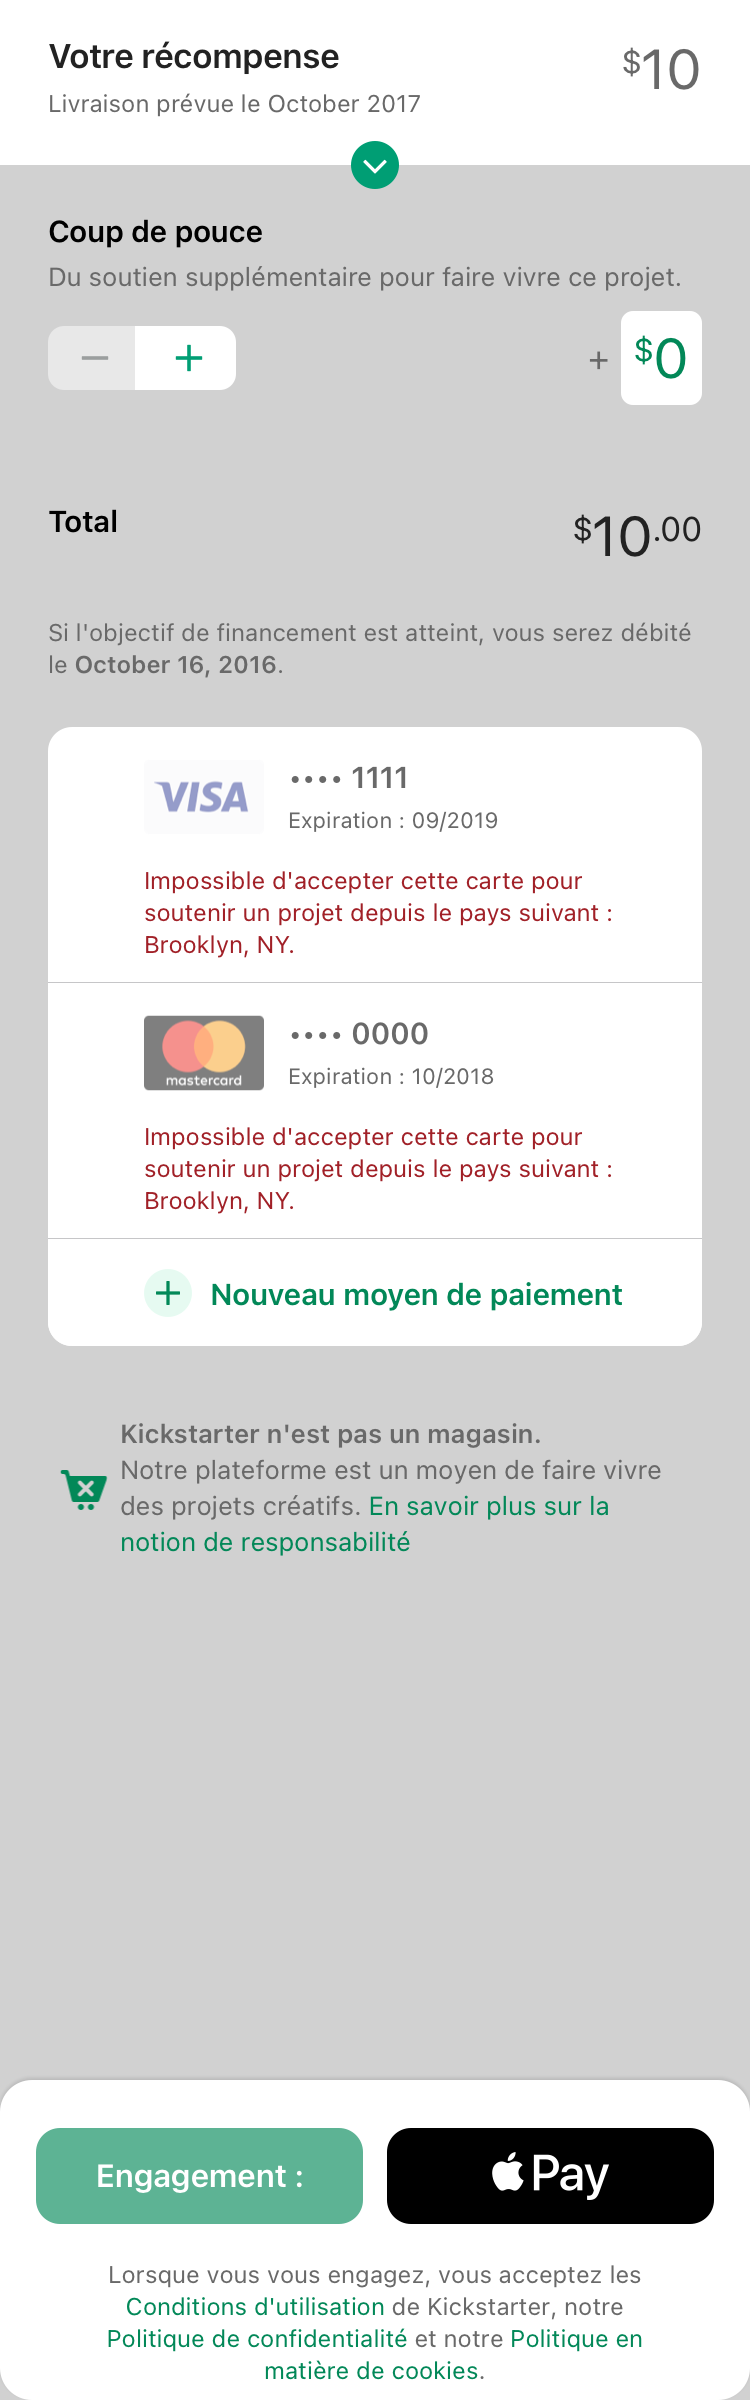 Votre récompense
$10
Livraison prévue le October 2017
Coup de pouce
Du soutien supplémentaire pour faire vivre ce projet.
+ $0
Total
$10.00
Si l'objectif de financement est atteint, vous serez débité
le October 16, 2016.
VISA
•••• 1111
Expiration : 09/2019
Impossible d'accepter cette carte pour
soutenir un projet depuis le pays suivant :
Brooklyn, NY.
mastercard
•••• 0000
Expiration : 10/2018
Impossible d'accepter cette carte pour
soutenir un projet depuis le pays suivant :
Brooklyn, NY.
Nouveau moyen de paiement
Kickstarter n'est pas un magasin.
Notre plateforme est un moyen de faire vivre
des projets créatifs. En savoir plus sur la
notion de responsabilité
Engagement :
Pay
Lorsque vous vous engagez, vous acceptez les
Conditions d'utilisation de Kickstarter, notre
Politique de confidentialité et notre Politique en
matière de cookies.